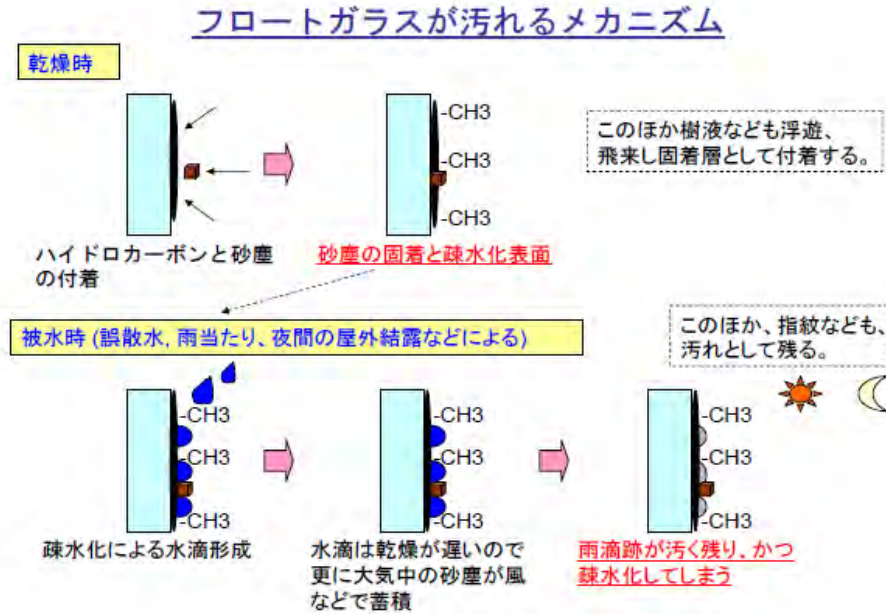 フロートガラスが汚れるメカニズム
乾燥時
-CH3
-CH3
-CH3
このほか樹液なども浮遊、
飛来し固着層として付着する。
ハイドロカーボンと砂塵
の付着
砂塵の固着と疎水化表面
被水時 (誤散水, 雨当たり、夜間の屋外結露などによる)
このほか、指紋なども、
汚れとして残る。
-CH3
-CH3
-CH3
疎水化による水滴形成
-CH3
-CH3
-CH3
水滴は乾燥が遅いので
更に大気中の砂塵が風
などで蓄積
-CH3
-CH3
-CH3
雨滴跡が汚く残り、かつ
疎水化してしまう